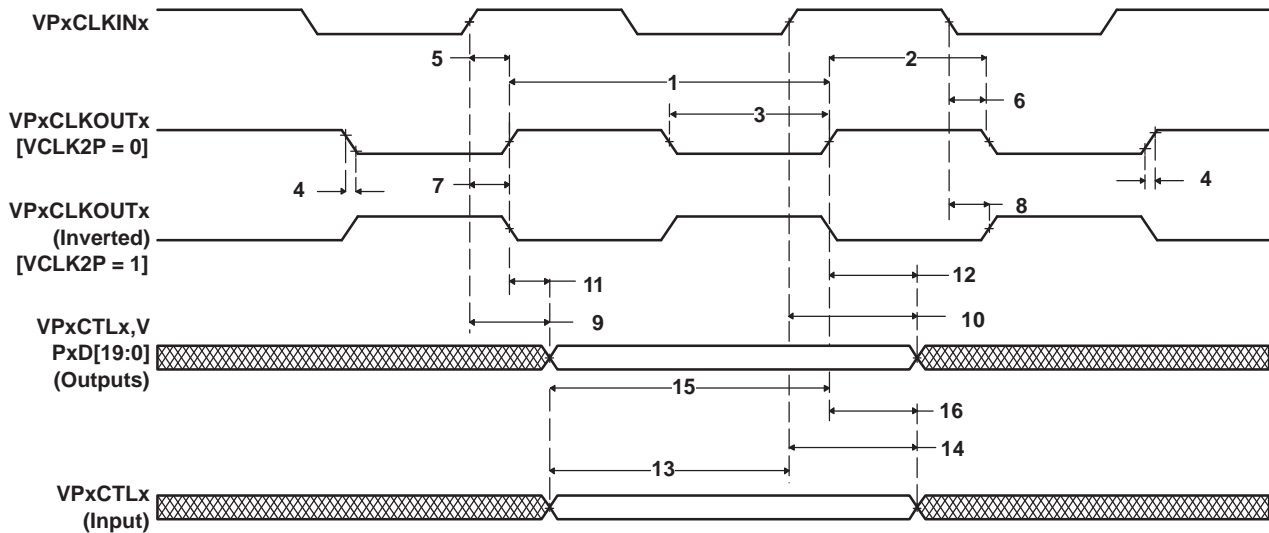 VPxCLKINx
5
2
1
6
3
VPxCLKOUTx
[VCLK2P = 0]
4
7
4
8
VPxCLKOUTx
(Inverted)
[VCLK2P = 1]
11
12
9
10
VPxCTLx,V
PxD[19:0]
(Outputs)
15
16
14
13
VPxCTLx
(Input)